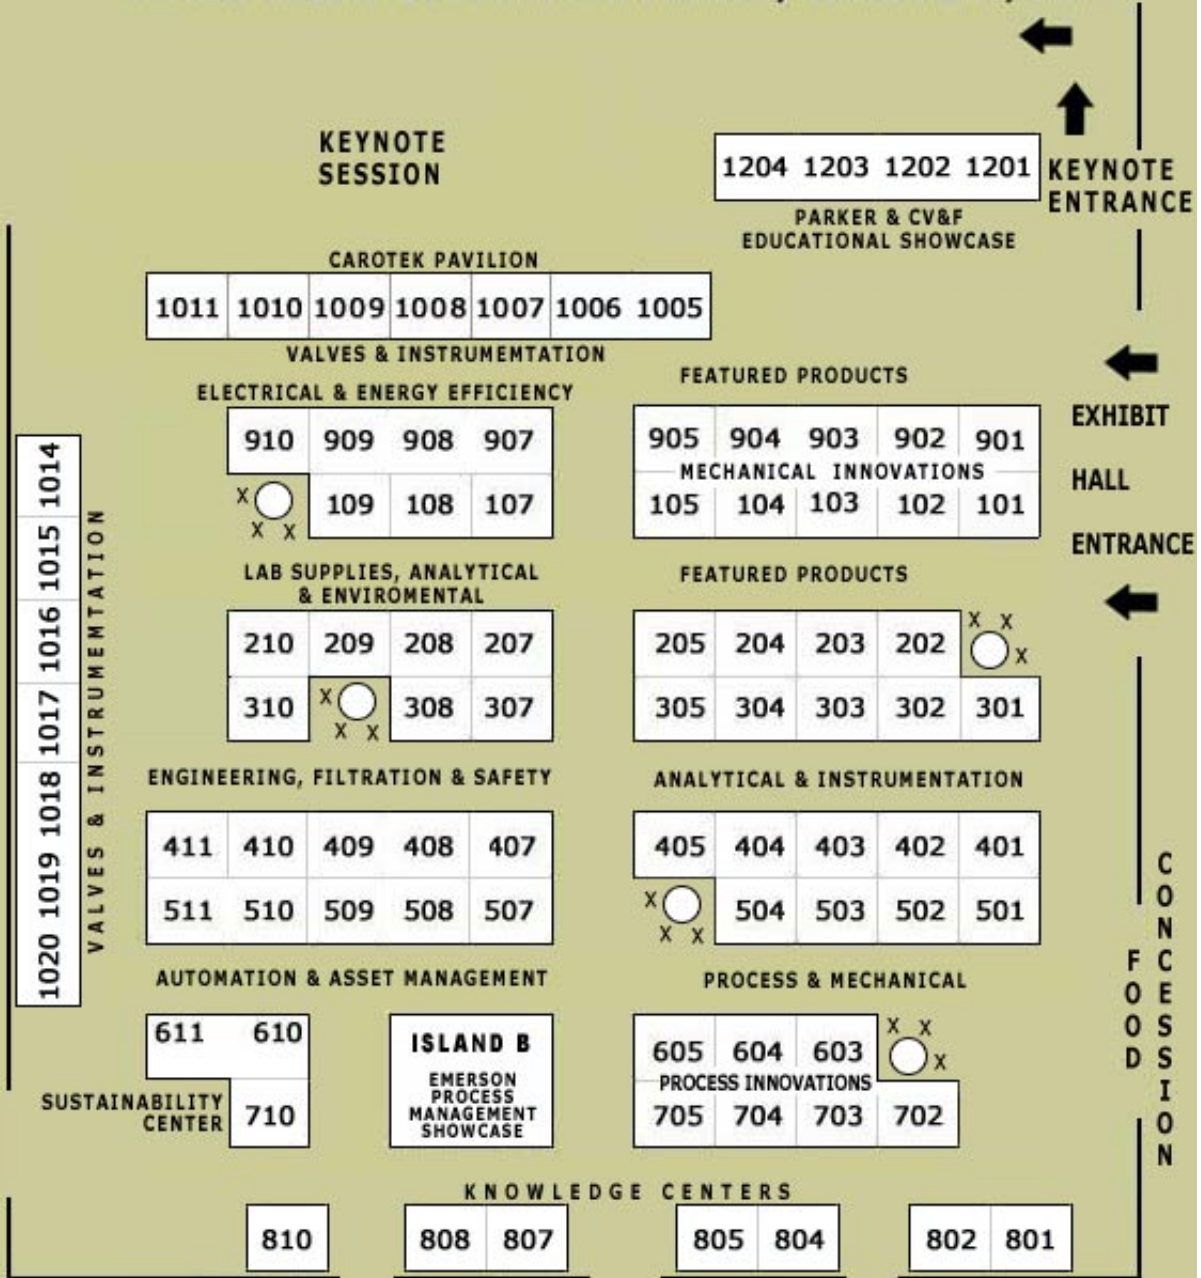 KEYNOTE
SESSION
1204 1203 1202 1201
KEYNOTE
ENTRANCE
PARKER & CV&F
EDUCATIONAL SHOWCASE
CAROTEK PAVILION
1011 1010 1009 1008 1007 1006 1005
VALVES & INSTRUMEMTATION
FEATURED PRODUCTS
ELECTRICAL & ENERGY EFFICIENCY
910 909 908 907
905 904 903 902 901
MECHANICAL INNOVATIONS
X
109 108 107
105 104 103 102 101
X X
EXHIBIT
HALL
ENTRANCE
1014
1015
1016
1017
1018
1019
1020
VALVES & INSTRUMEMTATION
LAB SUPPLIES, ANALYTICAL
& ENVIROMENTAL
FEATURED PRODUCTS
210 209 208 207
205 204 203 202
X X
X
310
X
X X
308 307
305 304 303 302 301
ENGINEERING, FILTRATION & SAFETY
ANALYTICAL & INSTRUMENTATION
411 410 409 408 407
405 404 403 402 401
511 510 509 508 507
X
X X
504 503 502 501
AUTOMATION & ASSET MANAGEMENT
PROCESS & MECHANICAL
FOOD
CONCESSION
611 610
ISLAND B
EMERSON
PROCESS
MANAGEMENT
SHOWCASE
605 604 603
X X
X
PROCESS INNOVATIONS
SUSTAINABILITY
CENTER
710
705 704 703 702
KNOWLEDGE CENTERS
810
808 807
805 804
802 801